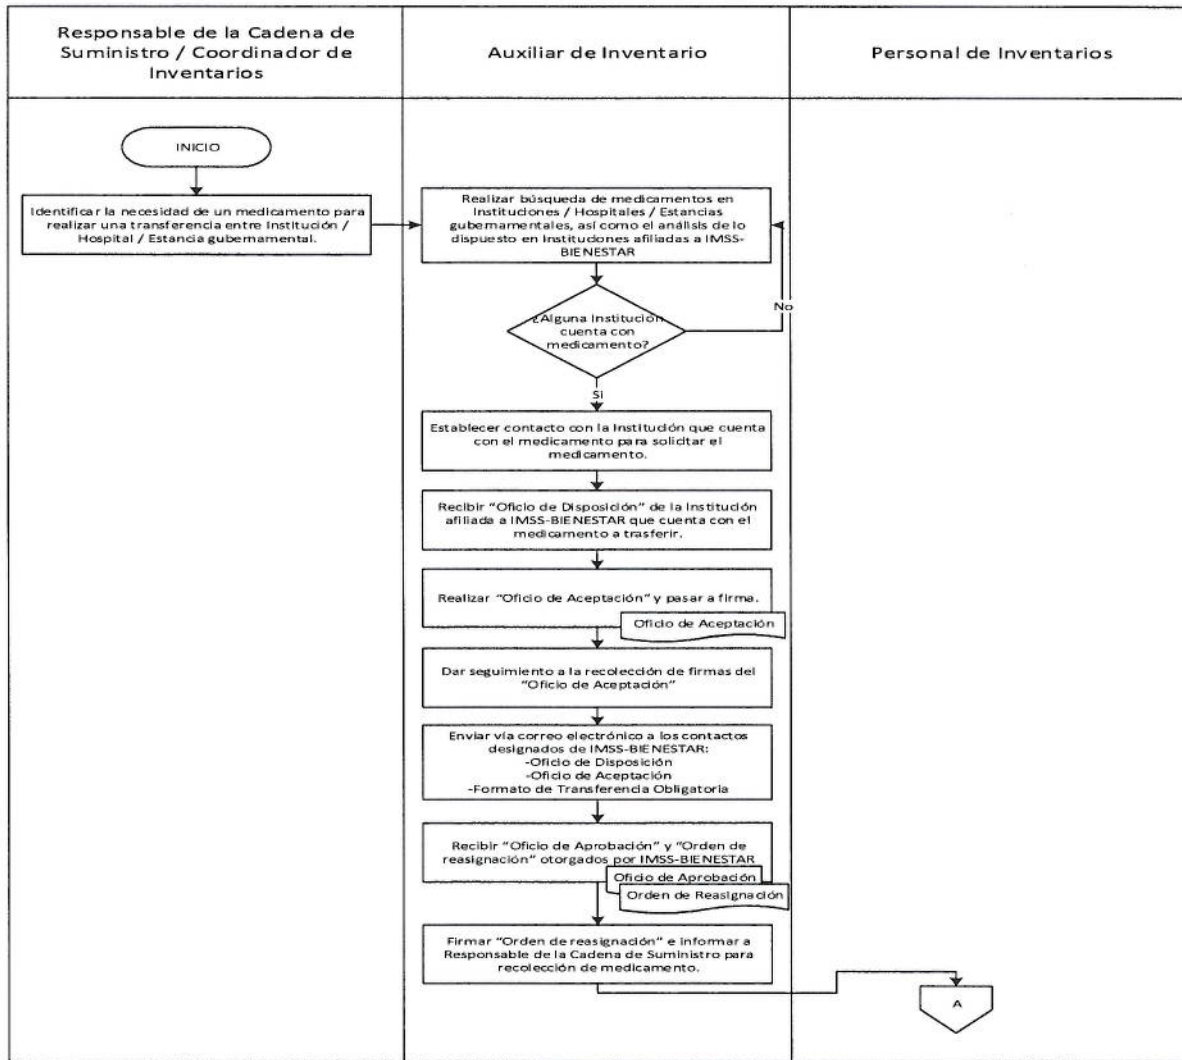 Responsable de la Cadena de
Suministro / Coordinador de
Inventarios
Auxiliar de Inventario
Personal de Inventarios
INICIO
Identificar la necesidad de un medicamento para
realizar una transferencia entre Institución /
Hospital / Estancia gubernamental.
Realizar búsqueda de medicamentos en
Instituciones / Hospitales / Estancias
gubernamentales, así como el análisis de lo
dispuesto en Instituciones afiliadas a IMSS-
BIENESTAR
¿Alguna Institución
cuenta con
medicamento?
No
Si
Establecer contacto con la Institución que cuenta
con el medicamento para solicitar el
medicamento.
Recibir “Oficio de Disposición” de la Institución
afiliada a IMSS-BIENESTAR que cuenta con el
medicamento a trasferir.
Realizar “Oficio de Aceptación” y pasar a firma.
Oficio de Aceptación
Dar seguimiento a la recolección de firmas del
“Oficio de Aceptación”
Enviar vía correo electrónico a los contactos
designados de IMSS-BIENESTAR:
-Oficio de Disposición
-Oficio de Aceptación
-Formato de Transferencia Obligatoria
Recibir “Oficio de Aprobación” y “Orden de
reasignación” otorgados por IMSS-BIENESTAR
Oficio de Aprobación
Orden de Reasignación
Firmar “Orden de reasignación” e informar a
Responsable de la Cadena de Suministro para
recolección de medicamento.
A